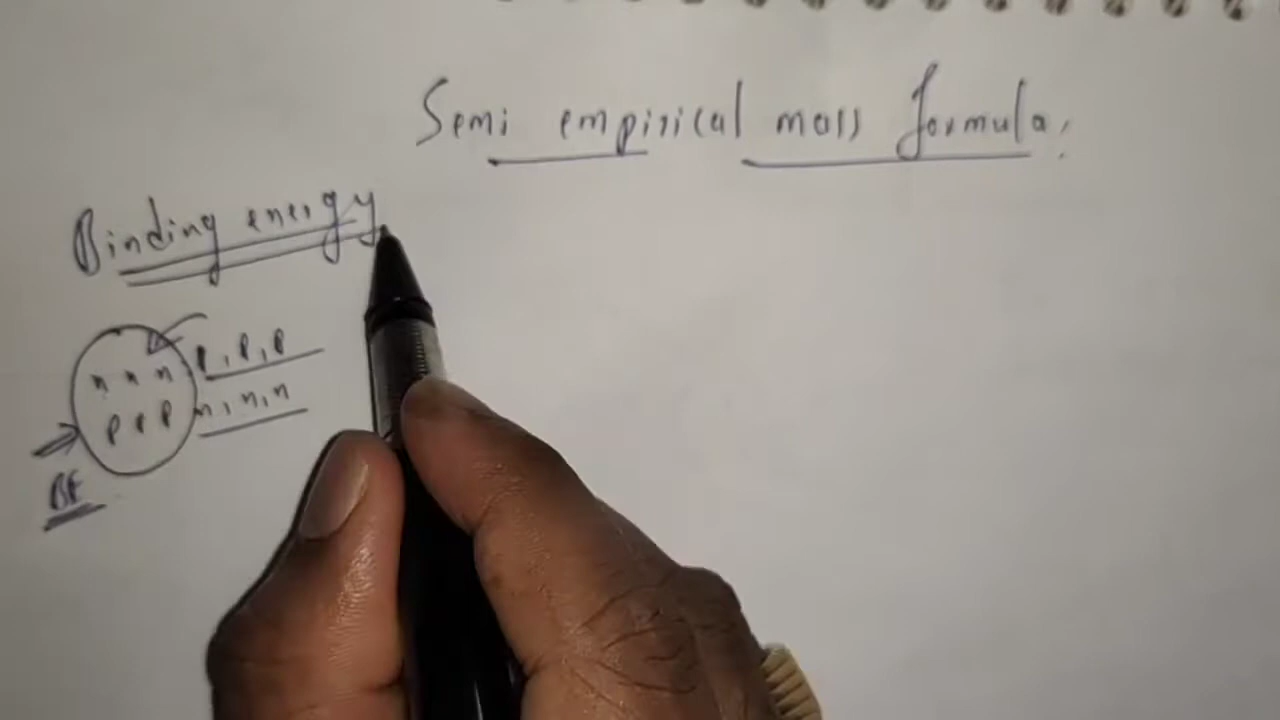 Semi empirical mass formula.
Binding energy
p, p, p
n n n
n, n, n
p p p
BE